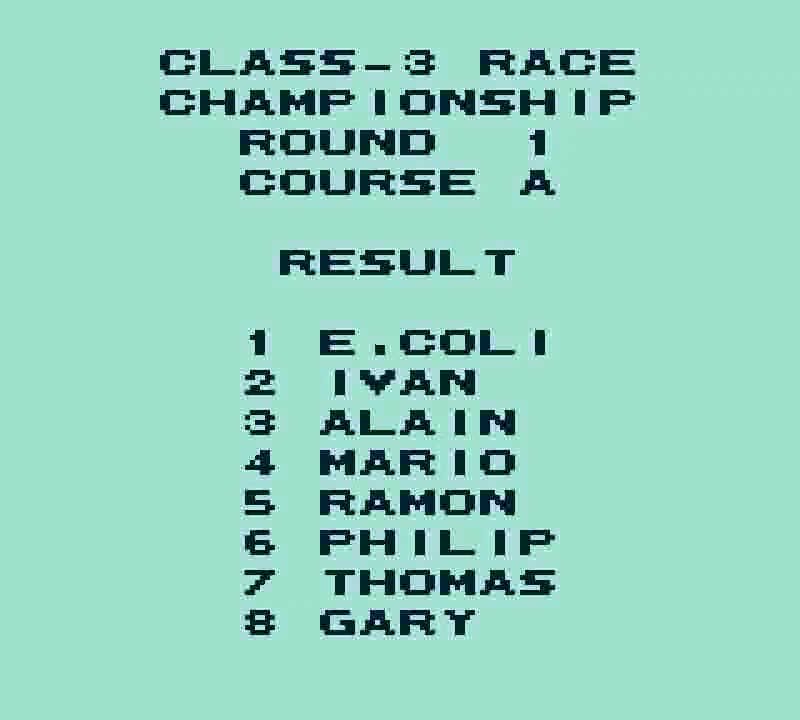 CLASS-3 RACE
CHAMPIONSHIP
ROUND 1
COURSE A
RESULT
1 E.COLI
2 IVAN
3 ALAIN
4 MARIO
5 RAMON
6 PHILIP
7 THOMAS
8 GARY